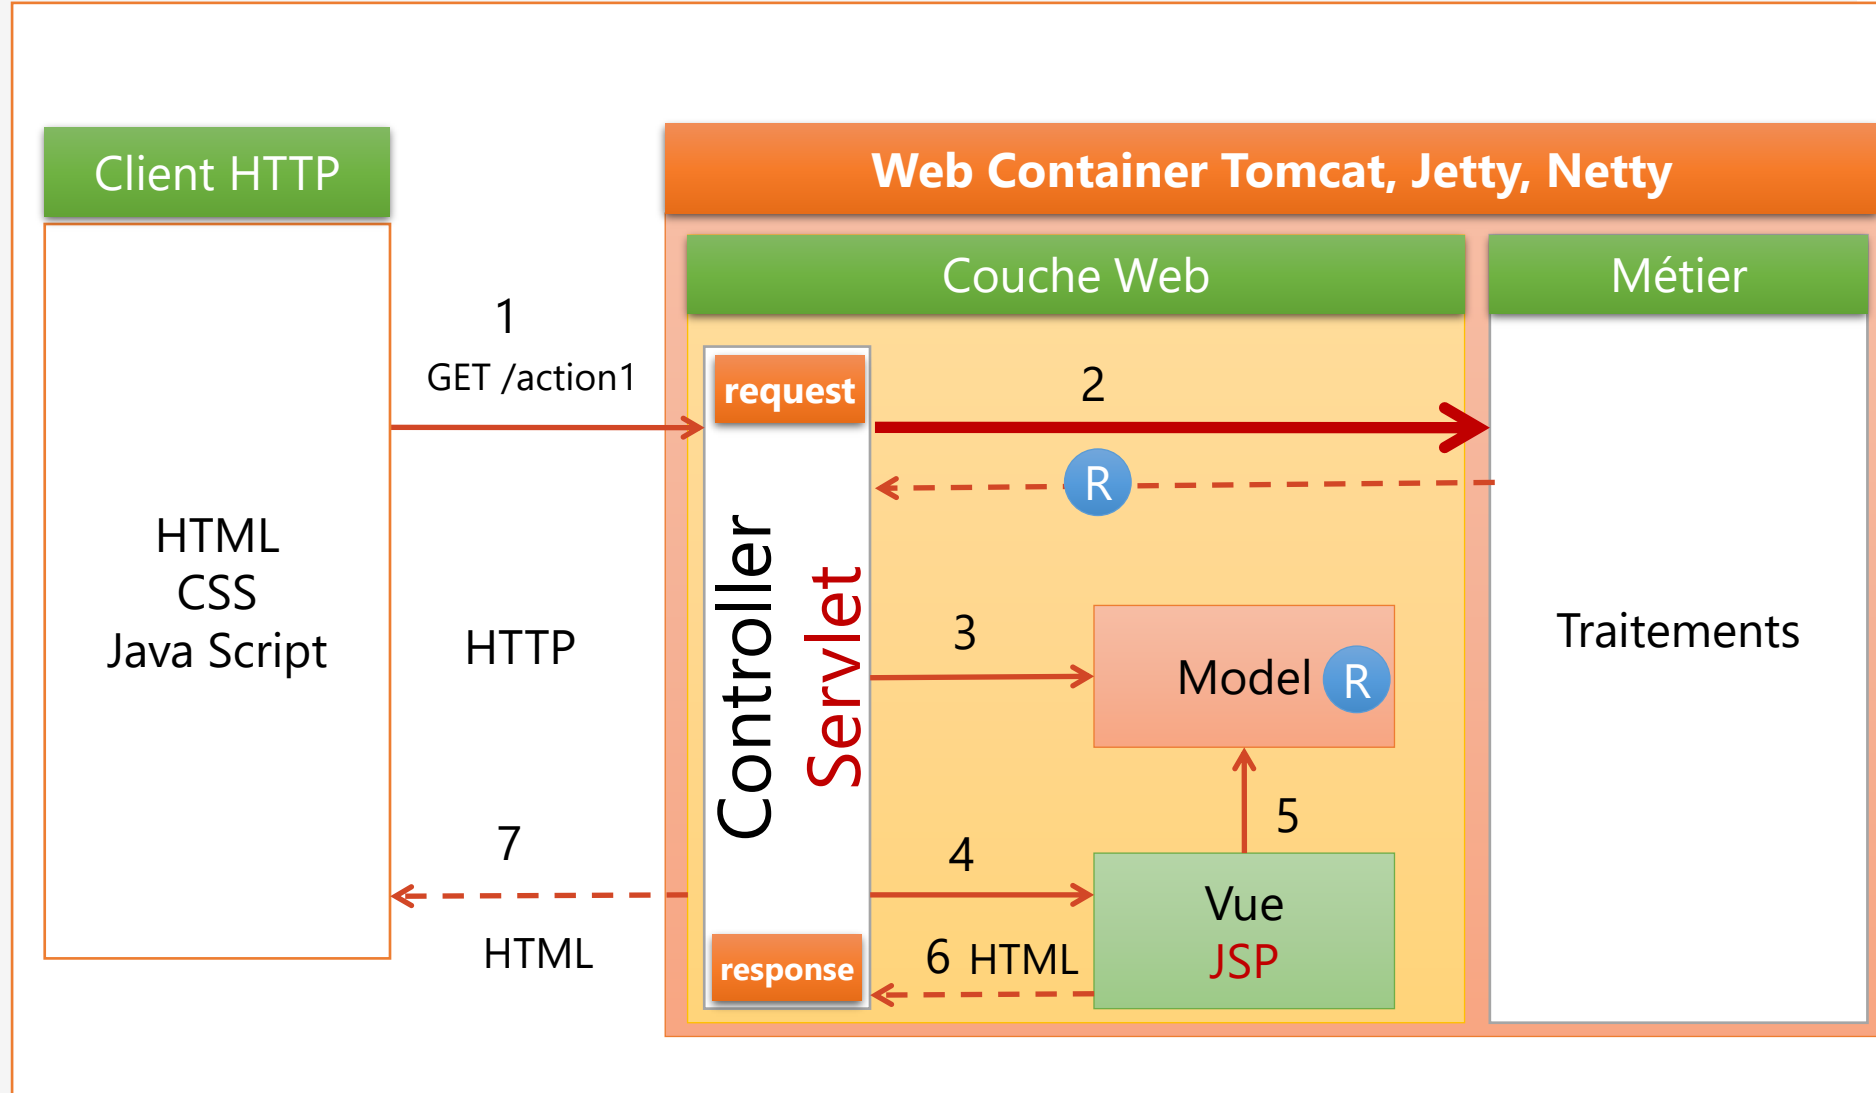 Client HTTP
Web Container Tomcat, Jetty, Netty
Couche Web
Métier
1
GET /action1
request
2
R
HTML
CSS
Java Script
HTTP
Controller
Servlet
3
Model R
Traitements
5
7
4
Vue
JSP
HTML
response
6 HTML